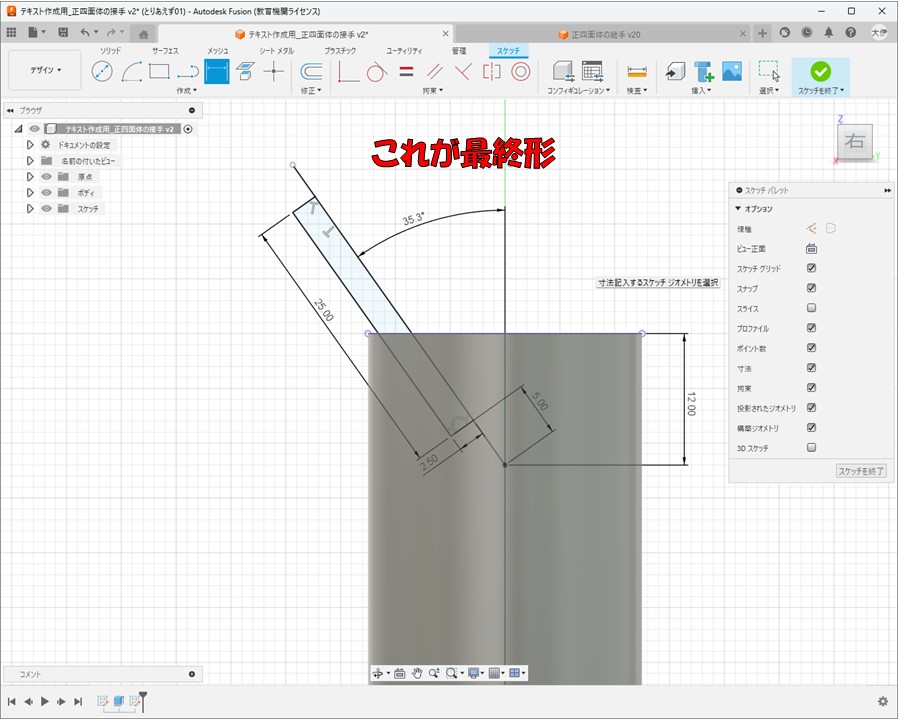 テキスト作成用_正四面体の接手 v2* (とりあえず01) - Autodesk Fusion (教育機関ライセンス)
テキスト作成用_正四面体の接手 v2*
正四面体の継手 v20
大伊
ソリッド サーフェス メッシュ シート メタル プラスチック ユーティリティ 管理 スケッチ
デザイン
作成 修正 拘束 コンフィギュレーション 検査 挿入 選択 スケッチを終了
ブラウザ
テキスト作成用_正四面体の接手 v2
ドキュメントの設定
名前の付いたビュー
原点
ボディ
スケッチ
これが最終形
Z
右
X
Y
35.3°
25.00
5.00
2.50
12.00
寸法記入するスケッチ ジオメトリを選択
スケッチ パレット
オプション
線種
ビュー正面
スケッチ グリッド
スナップ
スライス
プロファイル
ポイント数
寸法
拘束
投影されたジオメトリ
構築ジオメトリ
3D スケッチ
スケッチを終了
コメント